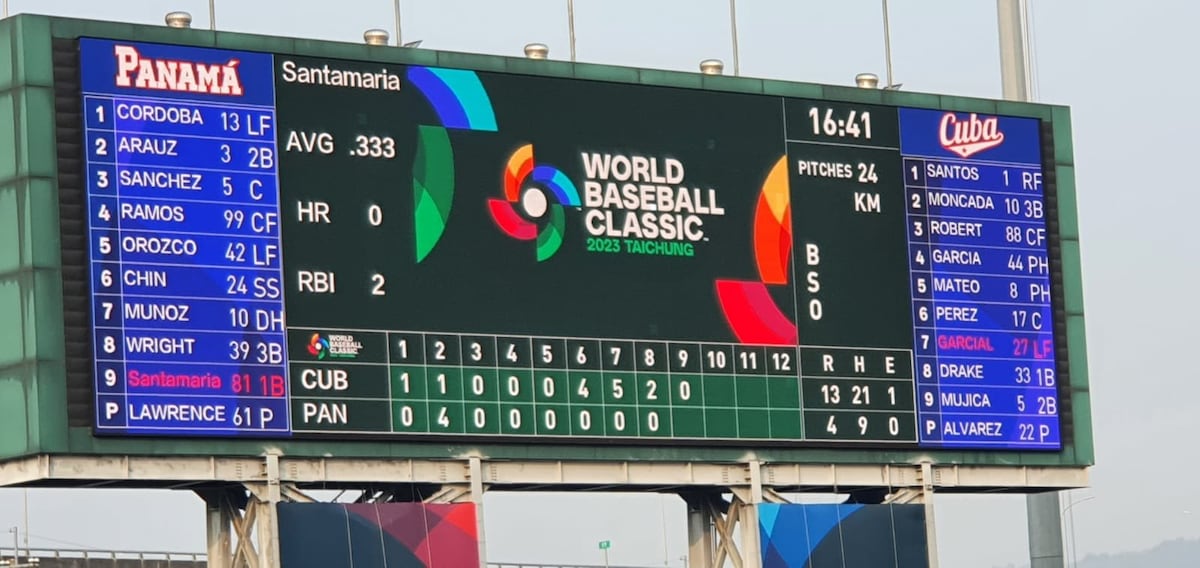 PANAMÁ
1 CORDOBA 13 LF
2 ARAUZ 3 2B
3 SANCHEZ 5 C
4 RAMOS 99 CF
5 OROZCO 42 LF
6 CHIN 24 SS
7 MUNOZ 10 DH
8 WRIGHT 39 3B
9 Santamaria 81 1B
P LAWRENCE 61 P
Santamaria
AVG .333
HR 0
RBI 2
WORLD
BASEBALL
CLASSIC™
2023 TAICHUNG
16:41
PITCHES 24
KM
B
S
O
WORLD
BASEBALL
CLASSIC
2023 TAICHUNG
1 2 3 4 5 6 7 8 9 10 11 12 R H E
CUB 1 1 0 0 0 4 5 2 0 13 21 1
PAN 0 4 0 0 0 0 0 0 4 9 0
Cuba
1 SANTOS 1 RF
2 MONCADA 10 3B
3 ROBERT 88 CF
4 GARCIA 44 PH
5 MATEO 8 PH
6 PEREZ 17 C
7 GARCIAL 27 LF
8 DRAKE 33 1B
9 MUJICA 5 2B
P ALVAREZ 22 P